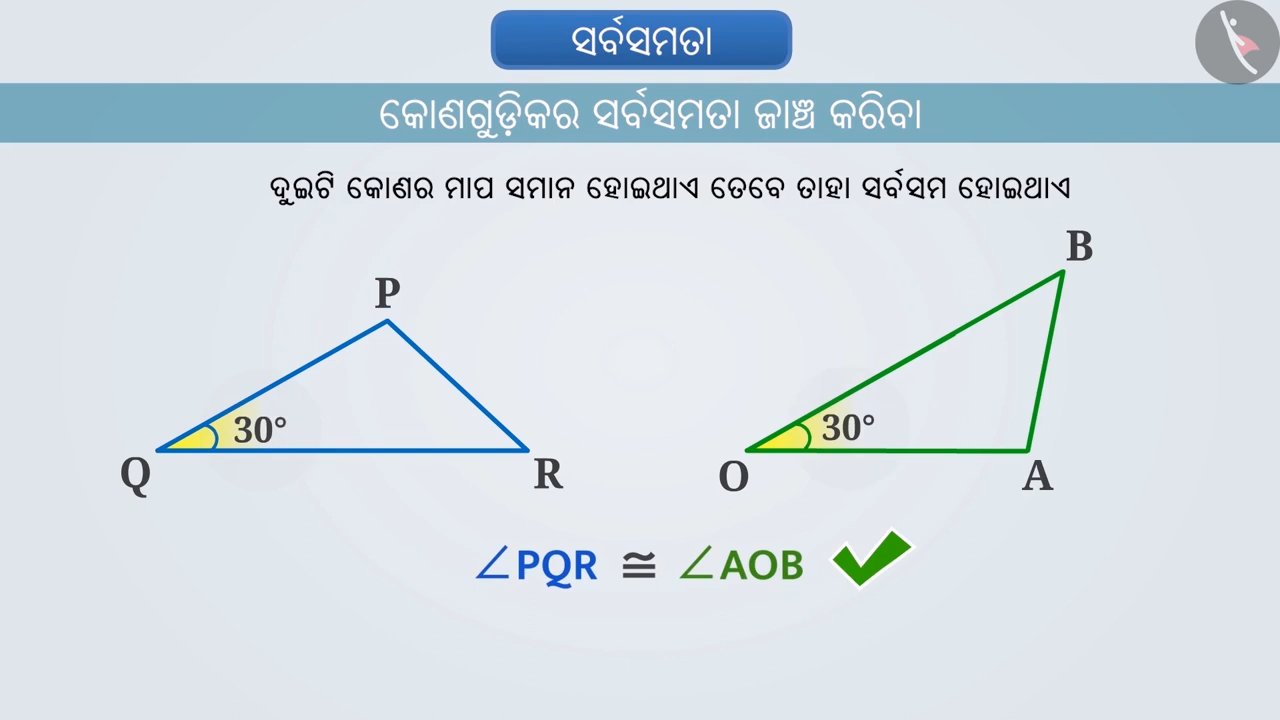 ସର୍ବସମତା
କୋଣଗୁଡ଼ିକର ସର୍ବସମତା ଜାଞ୍ଚ କରିବା
ଦୁଇଟି କୋଣର ମାପ ସମାନ ହୋଇଥାଏ ତେବେ ତାହା ସର୍ବସମ ହୋଇଥାଏ
P
30°
Q
R
B
30°
O
A
∠PQR ≅ ∠AOB